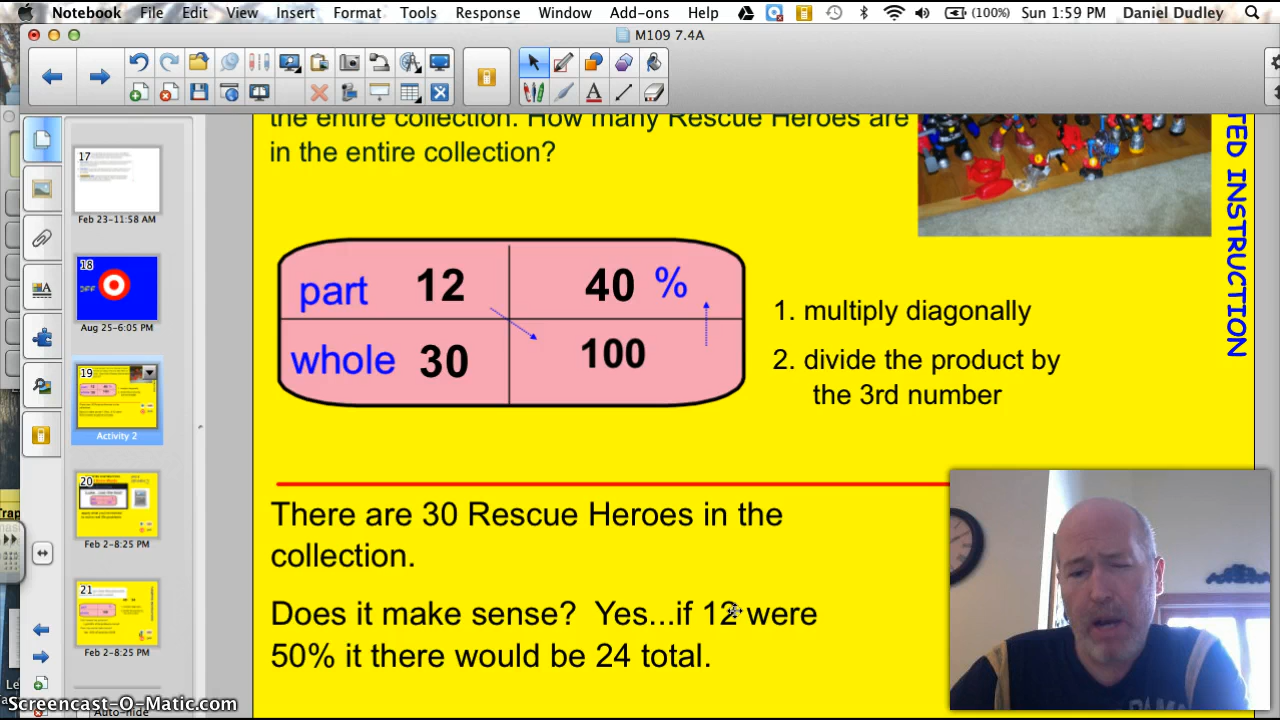 Notebook File Edit View Insert Format Tools Response Window Add-ons Help (100%) Sun 1:59 PM Daniel Dudley
M109 7.4A
17
Feb 23-11:58 AM
18
OFF
Aug 25-6:05 PM
19
Activity 2
20
Feb 2-8:25 PM
21
Feb 2-8:25 PM
Auto-hide
the entire collection. How many Rescue Heroes are
in the entire collection?
part 12 40 %
whole 30 100
1. multiply diagonally
2. divide the product by
the 3rd number
There are 30 Rescue Heroes in the
collection.
Does it make sense? Yes...if 12 were
50% it there would be 24 total.
TED INSTRUCTION
Screencast-O-Matic.com